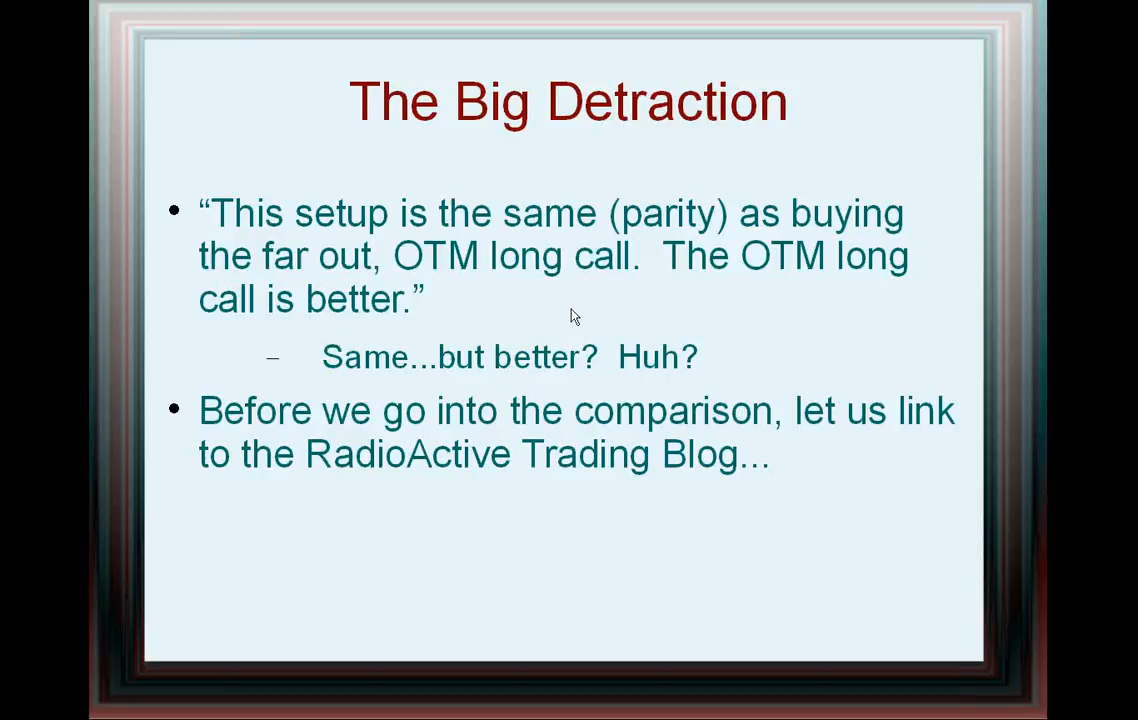 The Big Detraction
• “This setup is the same (parity) as buying
the far out, OTM long call.  The OTM long
call is better.”
– Same...but better?  Huh?
• Before we go into the comparison, let us link
to the RadioActive Trading Blog...